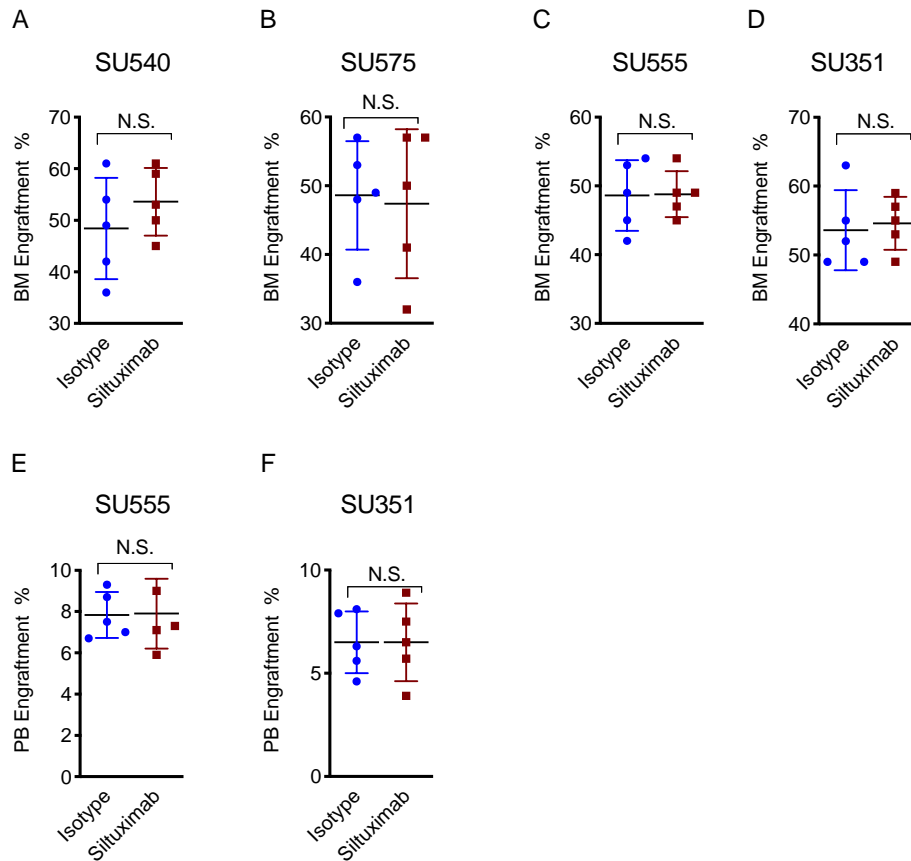 A
B
C
D
SU540
SU575
SU555
SU351
N.S.
N.S.
N.S.
N.S.
BM Engraftment %
70
60
50
40
30
Isotype
Siltuximab
BM Engraftment %
60
50
40
30
Isotype
Siltuximab
BM Engraftment %
60
50
40
30
Isotype
Siltuximab
BM Engraftment %
70
60
50
40
Isotype
Siltuximab
E
F
SU555
SU351
N.S.
N.S.
PB Engraftment %
10
8
6
4
2
0
Isotype
Siltuximab
PB Engraftment %
10
5
0
Isotype
Siltuximab